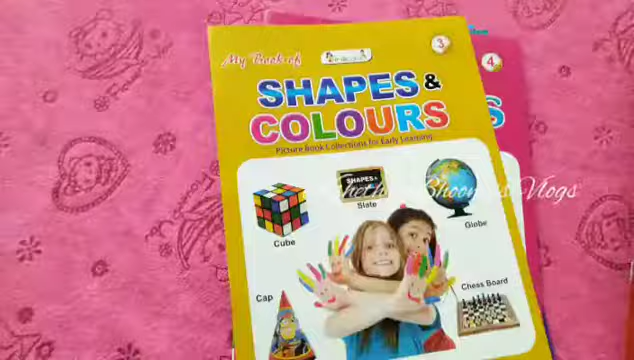 3
My Book of
4
SHAPES &
COLOURS
S
Picture Book Collections for Early Learning
SHAPES &
Slate
Vlogs
Cube
Globe
Chess Board
Cap